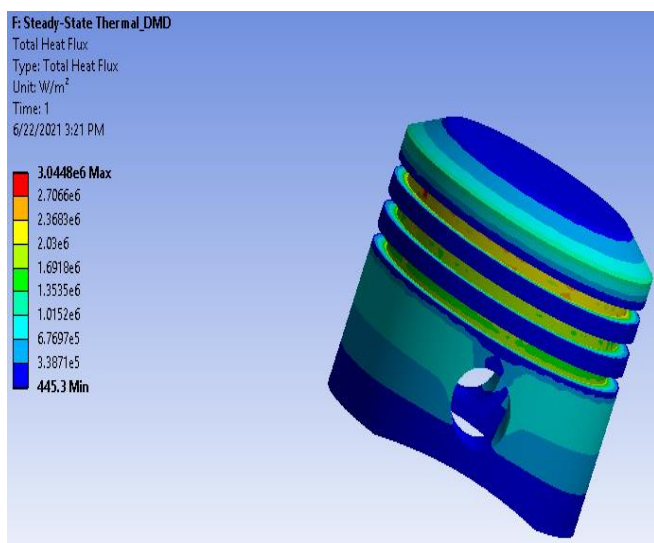 F: Steady-State Thermal_DMD
Total Heat Flux
Type: Total Heat Flux
Unit: W/m²
Time: 1
6/22/2021 3:21 PM
3.0448e6 Max
2.7066e6
2.3683e6
2.03e6
1.6918e6
1.3535e6
1.0152e6
6.7697e5
3.3871e5
445.3 Min